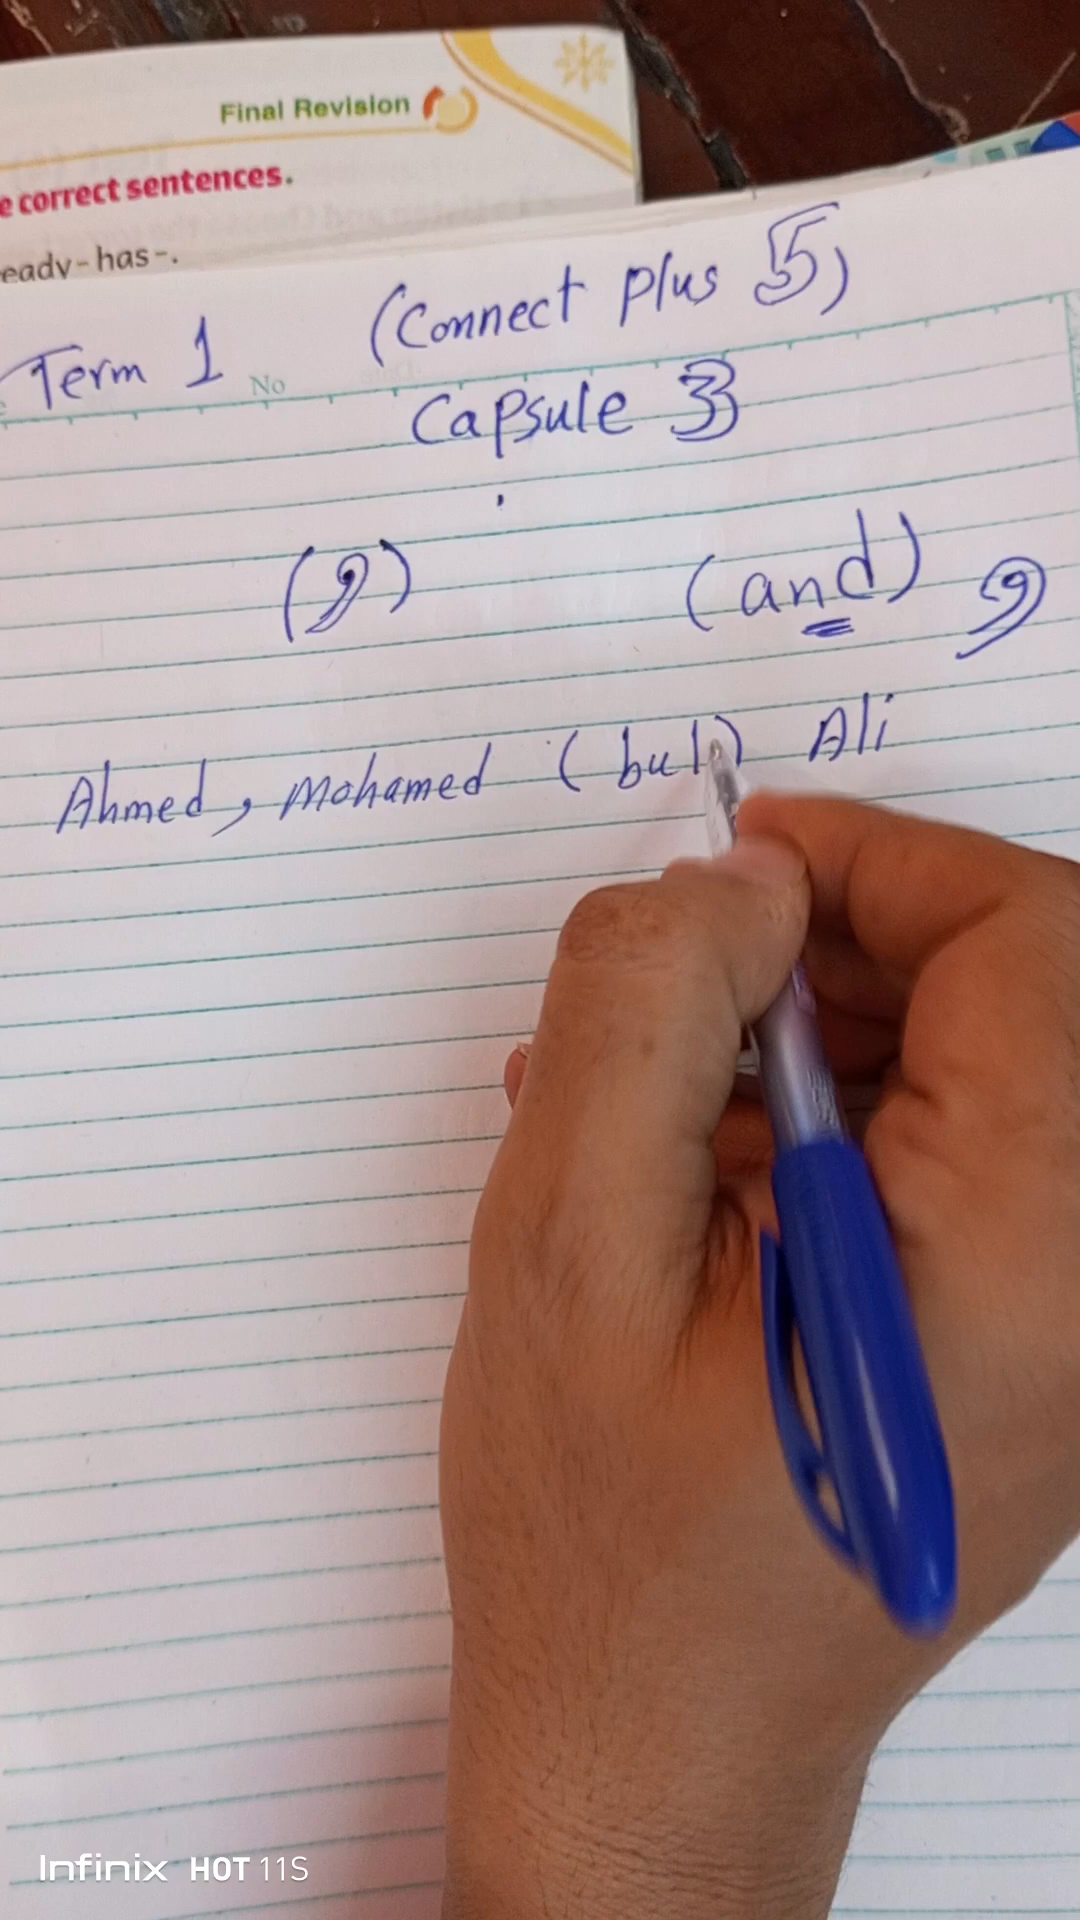 Final Revision
e correct sentences.
eady-has-.
Term 1 (Connect plus 5)
No
Capsule 3
(,) (and) و
Ahmed, Mohamed (but) Ali
Infinix HOT 11S